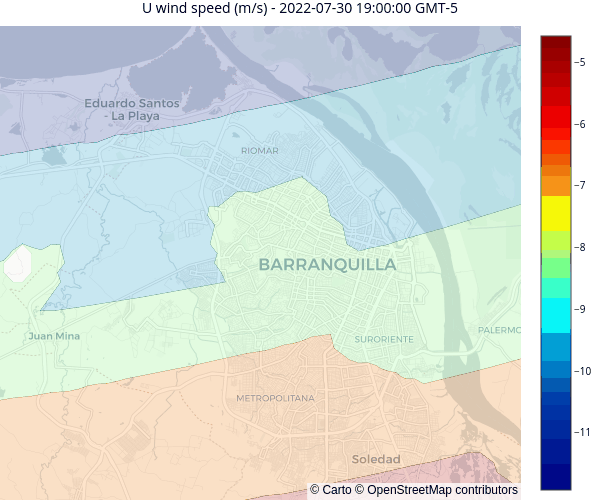 U wind speed (m/s) - 2022-07-30 19:00:00 GMT-5
Eduardo Santos
- La Playa
RIOMAR
BARRANQUILLA
Juan Mina
SURORIENTE
PALERMO
METROPOLITANA
Soledad
© Carto © OpenStreetMap contributors
−5
−6
−7
−8
−9
−10
−11